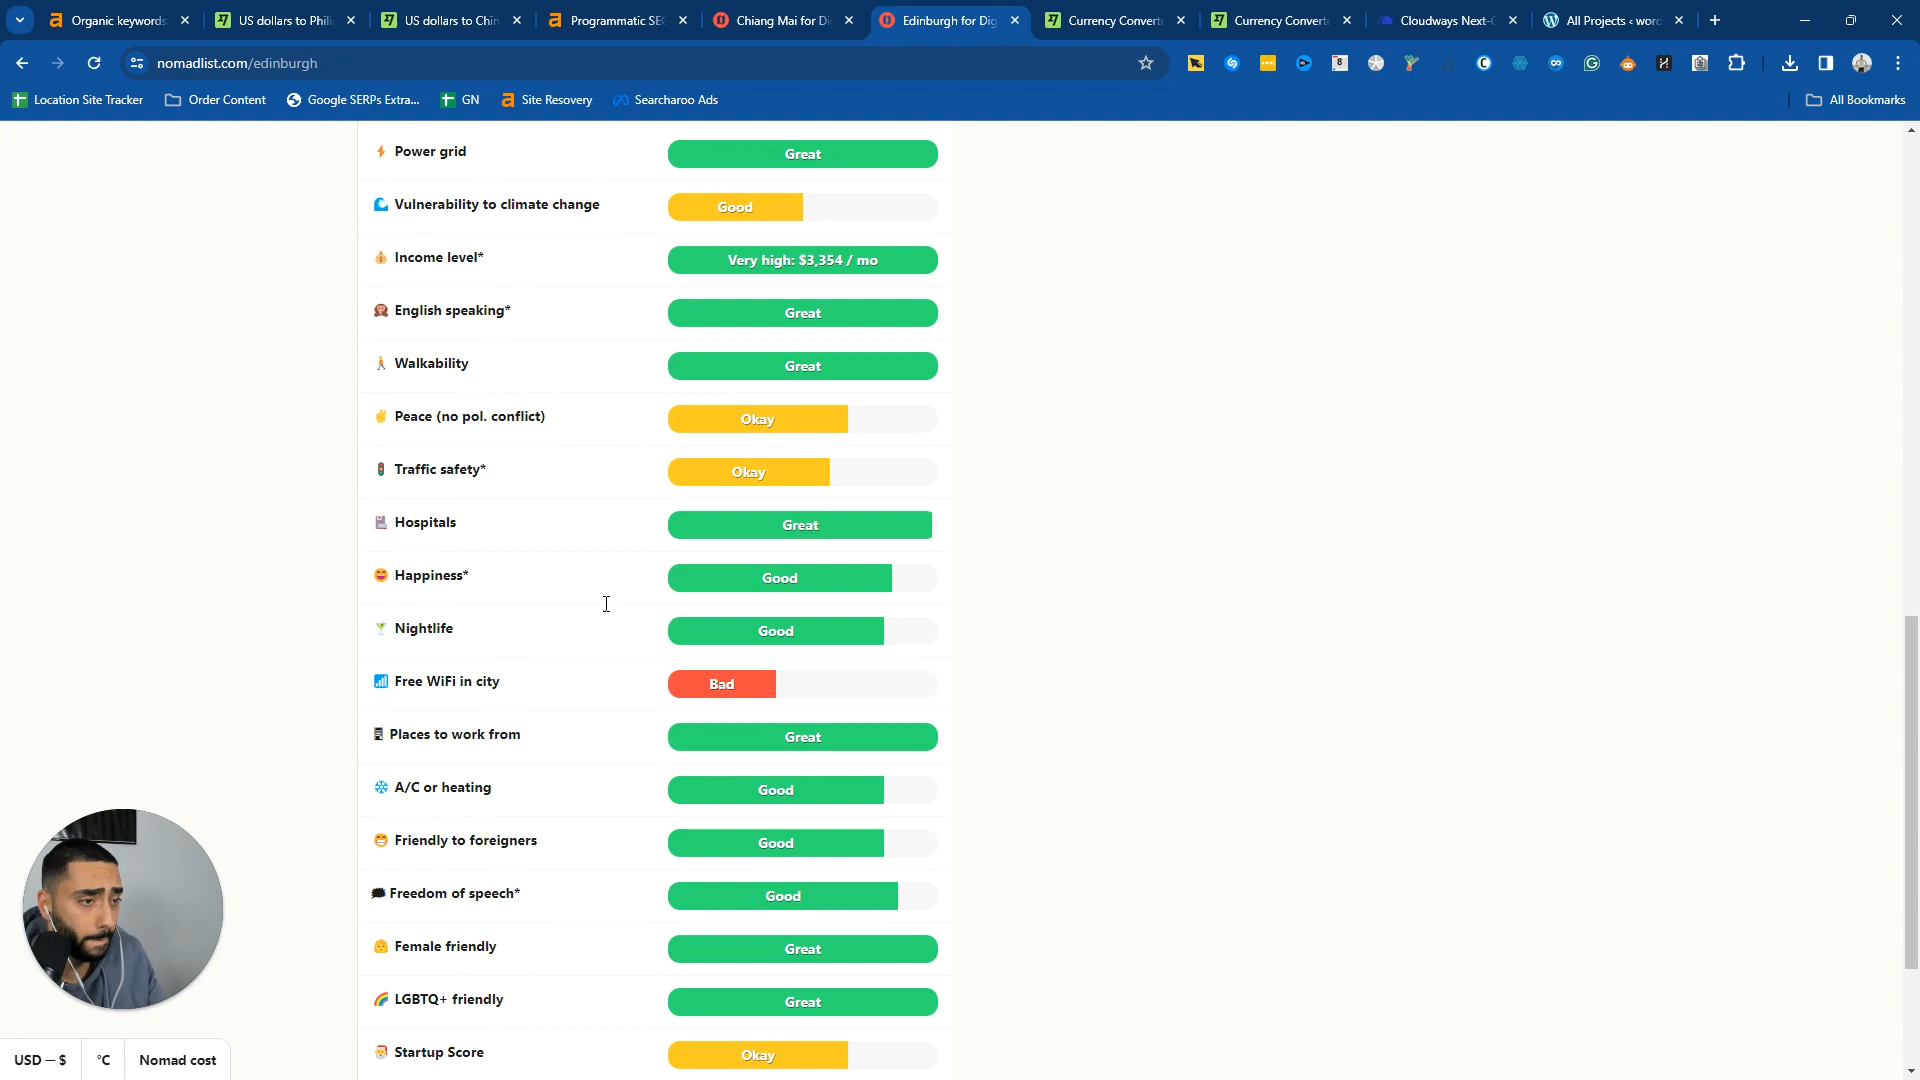 Organic keywords
US dollars to Phili
US dollars to Chin
Programmatic SEO
Chiang Mai for Di
Edinburgh for Dig
Currency Convert
Currency Convert
Cloudways Next-G
All Projects ‹ word
nomadlist.com/edinburgh
Location Site Tracker
Order Content
Google SERPs Extra...
GN
Site Recovery
Searcharoo Ads
All Bookmarks
Power grid
Great
Vulnerability to climate change
Good
Income level*
Very high: $3,354 / mo
English speaking*
Great
Walkability
Great
Peace (no pol. conflict)
Okay
Traffic safety*
Okay
Hospitals
Great
Happiness*
Good
Nightlife
Good
Free WiFi in city
Bad
Places to work from
Great
A/C or heating
Good
Friendly to foreigners
Good
Freedom of speech*
Good
Female friendly
Great
LGBTQ+ friendly
Great
Startup Score
Okay
USD — $
°C
Nomad cost